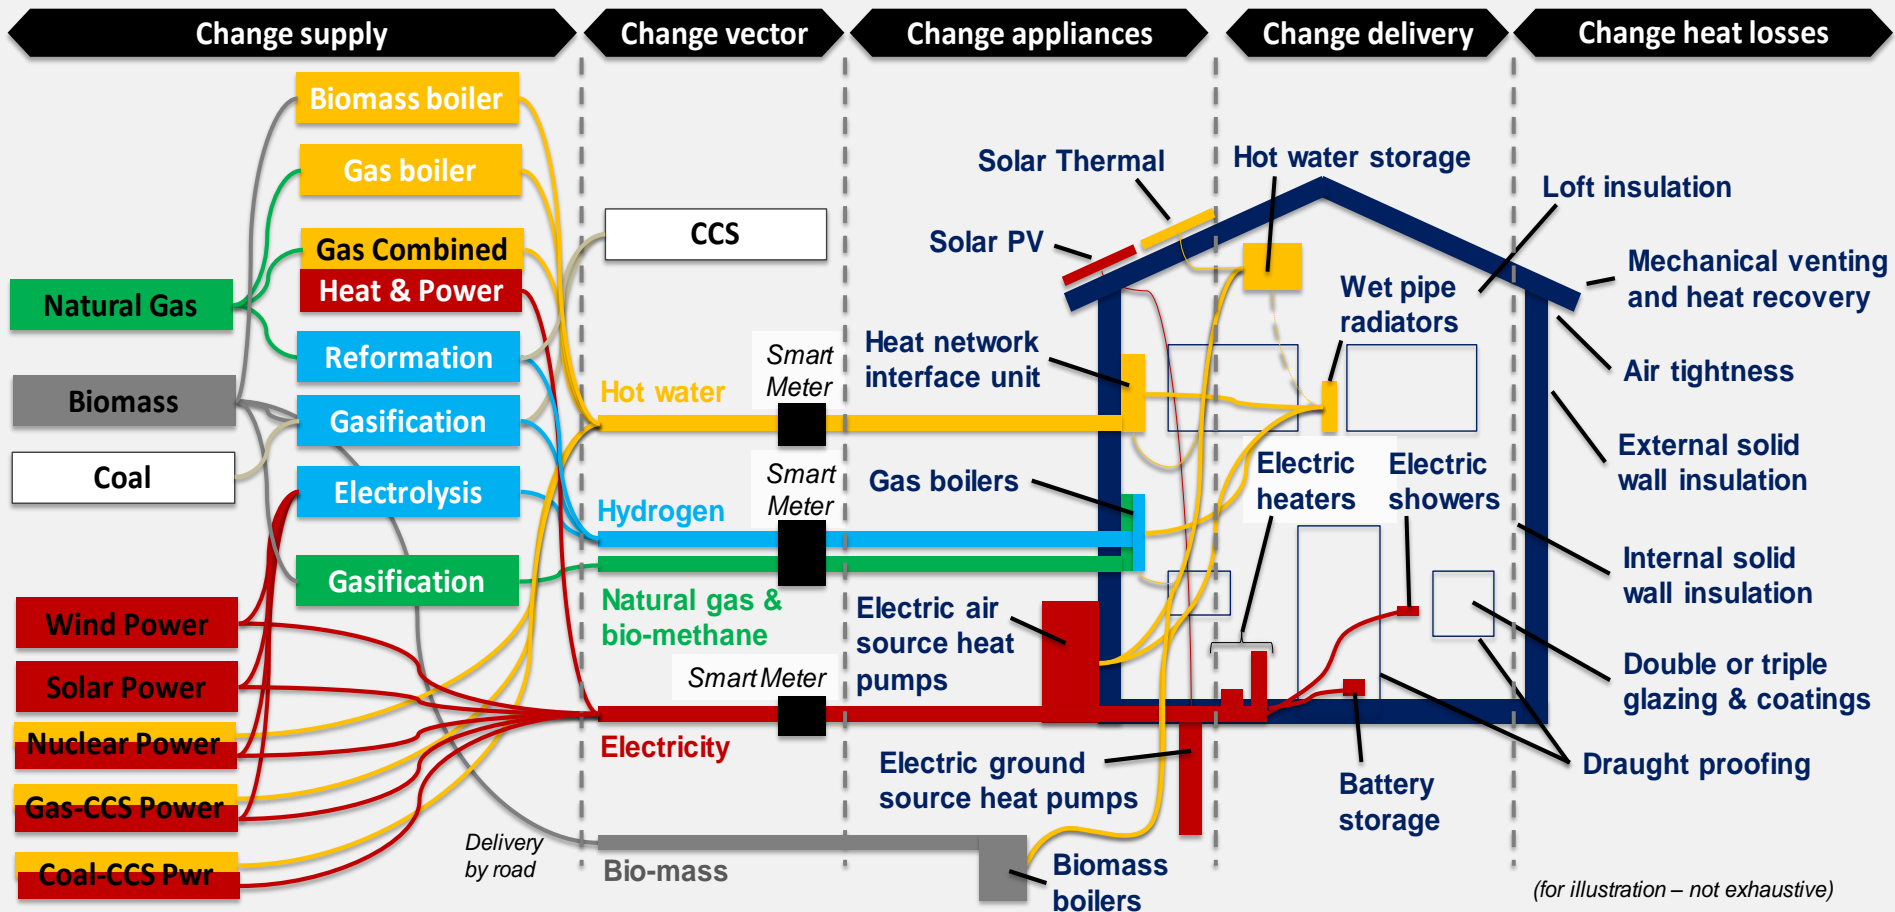 Change supply
Change vector
Change appliances
Change delivery
Change heat losses
Biomass boiler
Gas boiler
Gas Combined
Heat & Power
Reformation
Gasification
Electrolysis
Gasification
Natural Gas
Biomass
Coal
Wind Power
Solar Power
Nuclear Power
Gas-CCS Power
Coal-CCS Pwr
Delivery
by road
CCS
Smart
Meter
Hot water
Smart
Meter
Hydrogen
Natural gas &
bio-methane
Smart Meter
Electricity
Bio-mass
Solar Thermal
Solar PV
Heat network
interface unit
Gas boilers
Electric air
source heat
pumps
Electric ground
source heat pumps
Biomass
boilers
Hot water storage
Wet pipe
radiators
Electric
heaters
Electric
showers
Battery
storage
Loft insulation
Mechanical venting
and heat recovery
Air tightness
External solid
wall insulation
Internal solid
wall insulation
Double or triple
glazing & coatings
Draught proofing
(for illustration – not exhaustive)